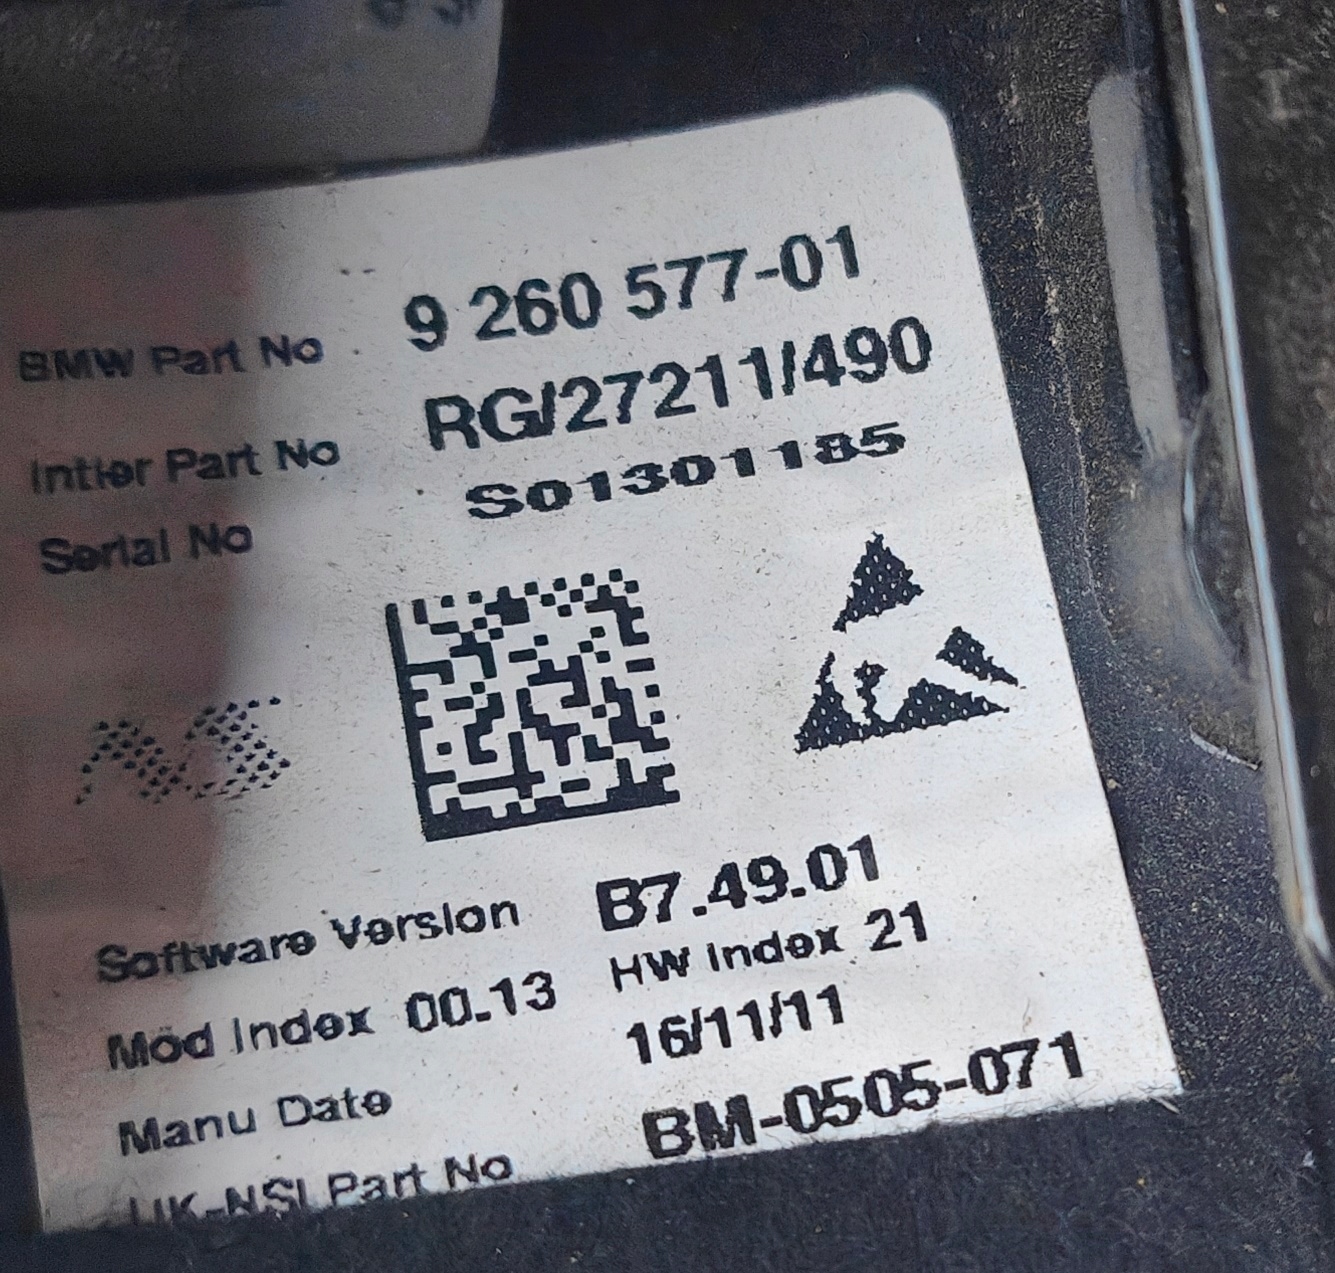 BMW Part No 9 260 577-01
Intier Part No RG/27211/490
Serial No S01301185
NS
Software Version B7.49.01
Mod Index 00.13 HW Index 21
Manu Date 16/11/11
UK-NSI Part No BM-0505-071